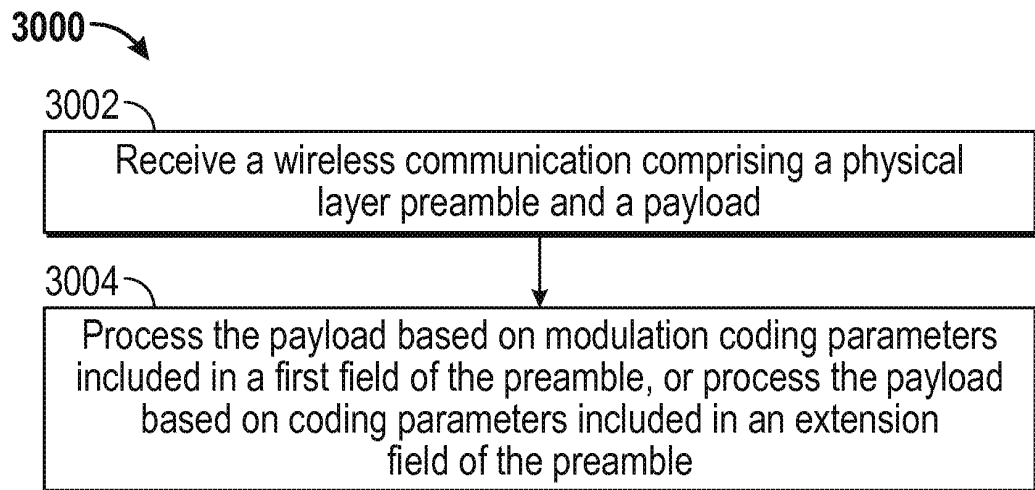 3000
3002
Receive a wireless communication comprising a physical
layer preamble and a payload
3004
Process the payload based on modulation coding parameters
included in a first field of the preamble, or process the payload
based on coding parameters included in an extension
field of the preamble